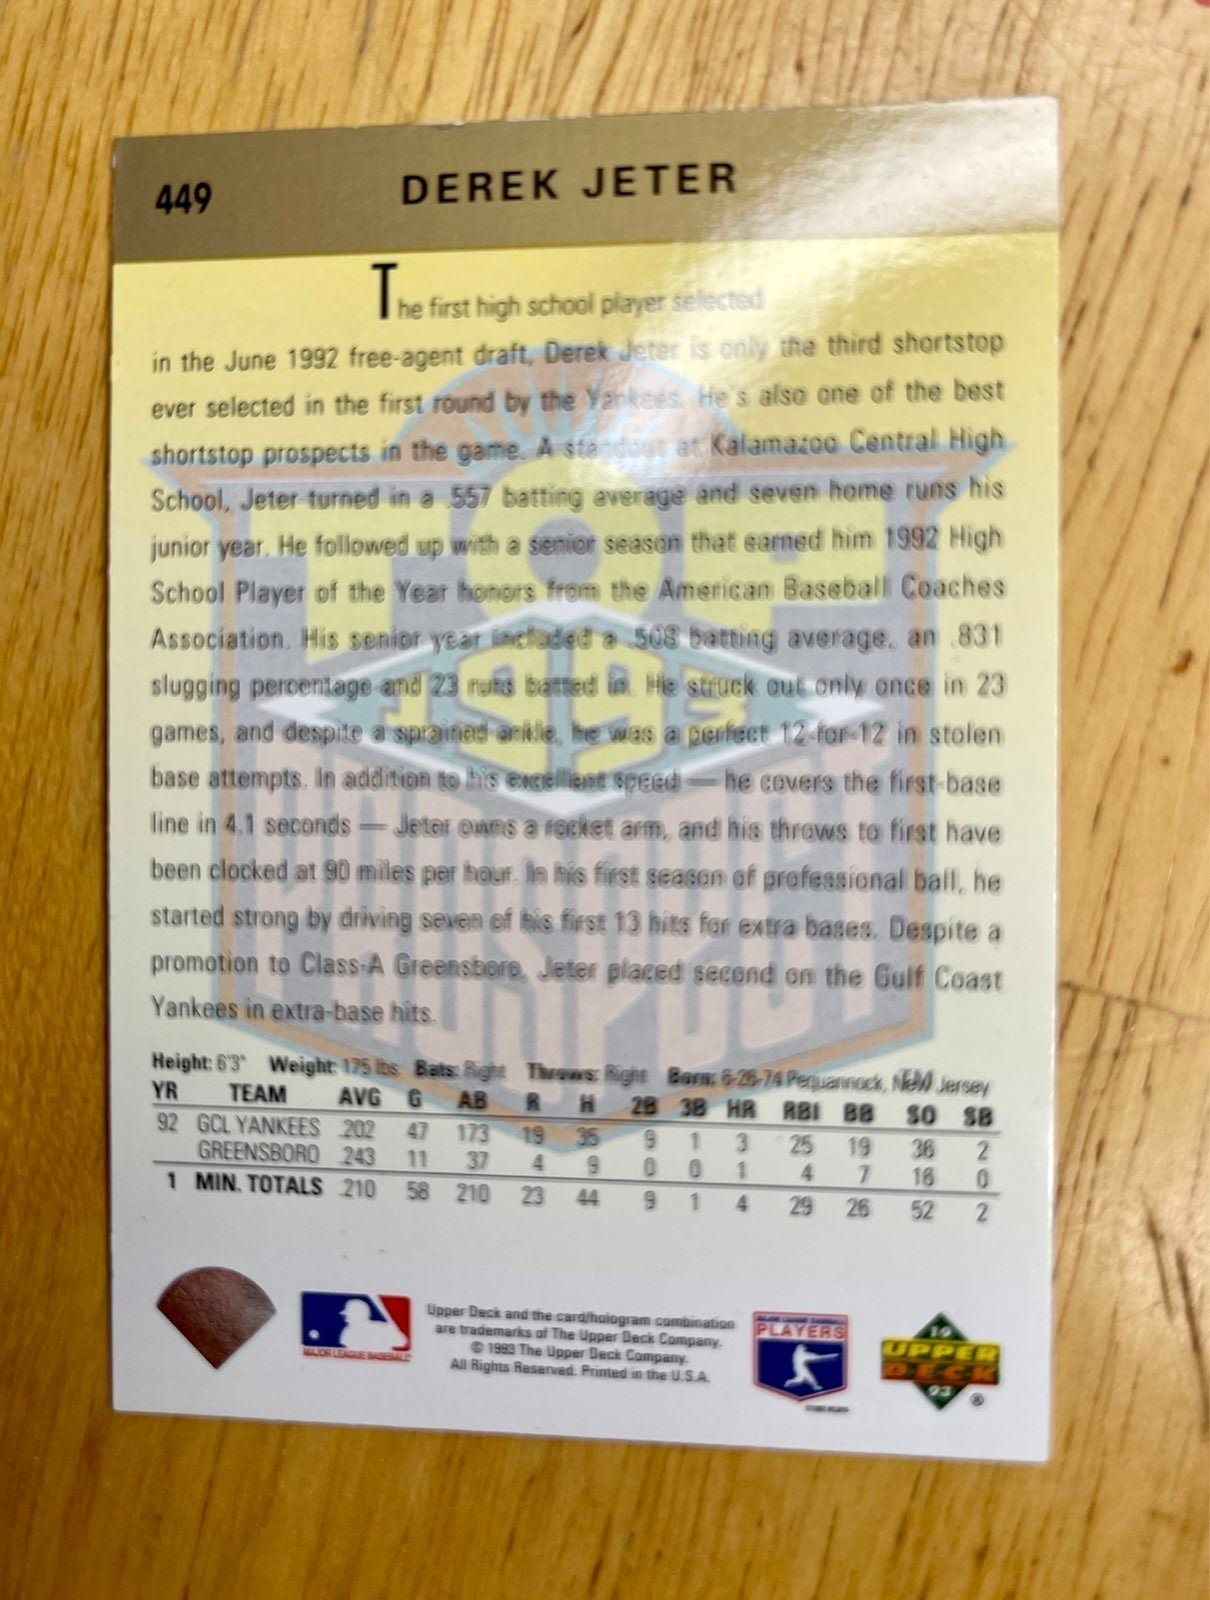 449 DEREK JETER
The first high school player selected
in the June 1992 free-agent draft, Derek Jeter is only the third shortstop
ever selected in the first round by the Yankees. He's also one of the best
shortstop prospects in the game. A standout at Kalamazoo Central High
School, Jeter turned in a .557 batting average and seven home runs his
junior year. He followed up with a senior season that earned him 1992 High
School Player of the Year honors from the American Baseball Coaches
Association. His senior year included a .508 batting average, an .831
slugging percentage and 23 runs batted in. He struck out only once in 23
games, and despite a sprained ankle, he was a perfect 12-for-12 in stolen
base attempts. In addition to his excellent speed — he covers the first-base
line in 4.1 seconds — Jeter owns a rocket arm, and his throws to first have
been clocked at 90 miles per hour. In his first season of professional ball, he
started strong by driving seven of his first 13 hits for extra bases. Despite a
promotion to Class-A Greensboro, Jeter placed second on the Gulf Coast
Yankees in extra-base hits.
TOP
1993
PROSPECT
Height: 6'3" Weight: 175 lbs. Bats: Right Throws: Right Born: 6-26-74 Pequannock, New Jersey
YR TEAM AVG G AB R H 2B 3B HR RBI BB SO SB
92 GCL YANKEES .202 47 173 19 35 9 1 3 25 19 36 2
GREENSBORO .243 11 37 4 9 0 0 1 4 7 16 0
1 MIN. TOTALS .210 58 210 23 44 9 1 4 29 26 52 2
MAJOR LEAGUE BASEBALL
Upper Deck and the card/hologram combination
are trademarks of The Upper Deck Company.
© 1993 The Upper Deck Company.
All Rights Reserved. Printed in the U.S.A.
MAJOR LEAGUE BASEBALL
PLAYERS
19
UPPER
DECK
93 ®